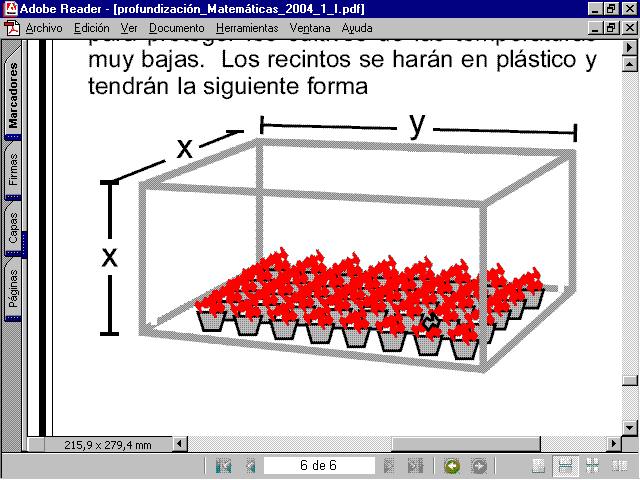 Adobe Reader - [profundización_Matemáticas_2004_1_I.pdf]
Archivo Edición Ver Documento Herramientas Ventana Ayuda
muy bajas. Los recintos se harán en plástico y
tendrán la siguiente forma
y
x
x
Marcadores
Firmas
Capas
Páginas
215,9 x 279,4 mm
6 de 6